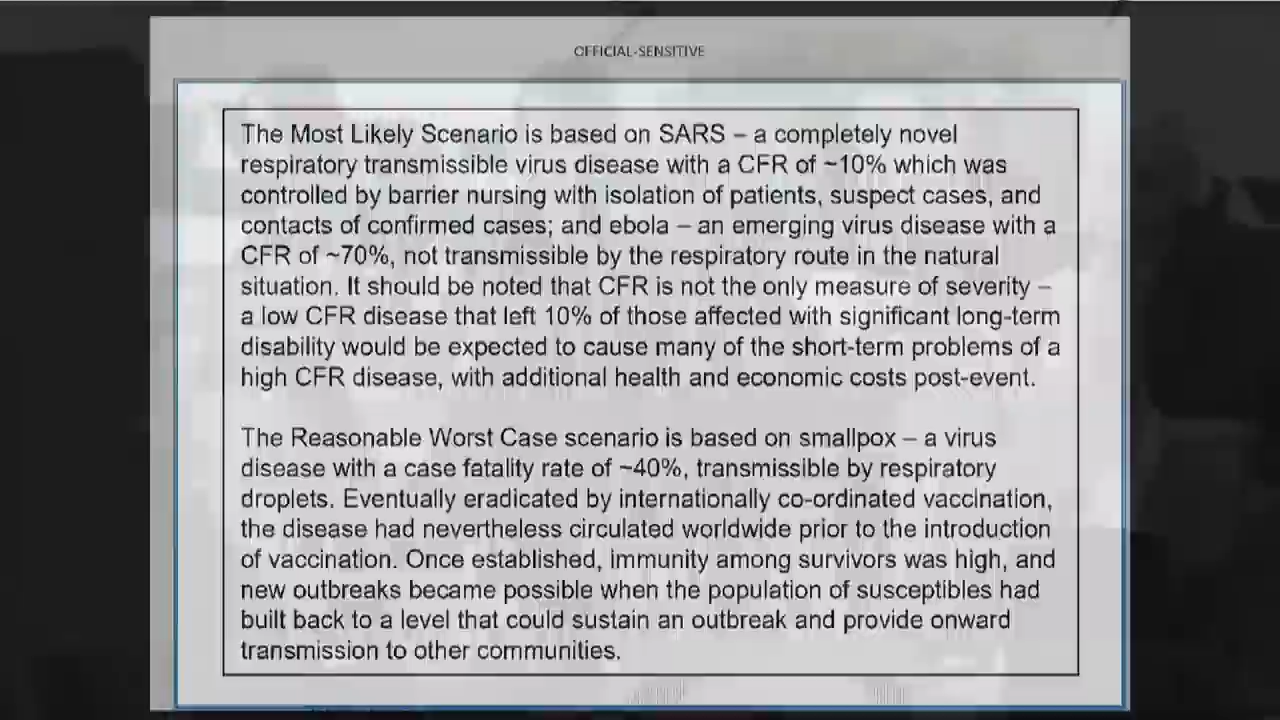 OFFICIAL-SENSITIVE
The Most Likely Scenario is based on SARS – a completely novel
respiratory transmissible virus disease with a CFR of ~10% which was
controlled by barrier nursing with isolation of patients, suspect cases, and
contacts of confirmed cases; and ebola – an emerging virus disease with a
CFR of ~70%, not transmissible by the respiratory route in the natural
situation. It should be noted that CFR is not the only measure of severity –
a low CFR disease that left 10% of those affected with significant long-term
disability would be expected to cause many of the short-term problems of a
high CFR disease, with additional health and economic costs post-event.
The Reasonable Worst Case scenario is based on smallpox – a virus
disease with a case fatality rate of ~40%, transmissible by respiratory
droplets. Eventually eradicated by internationally co-ordinated vaccination,
the disease had nevertheless circulated worldwide prior to the introduction
of vaccination. Once established, immunity among survivors was high, and
new outbreaks became possible when the population of susceptibles had
built back to a level that could sustain an outbreak and provide onward
transmission to other communities.